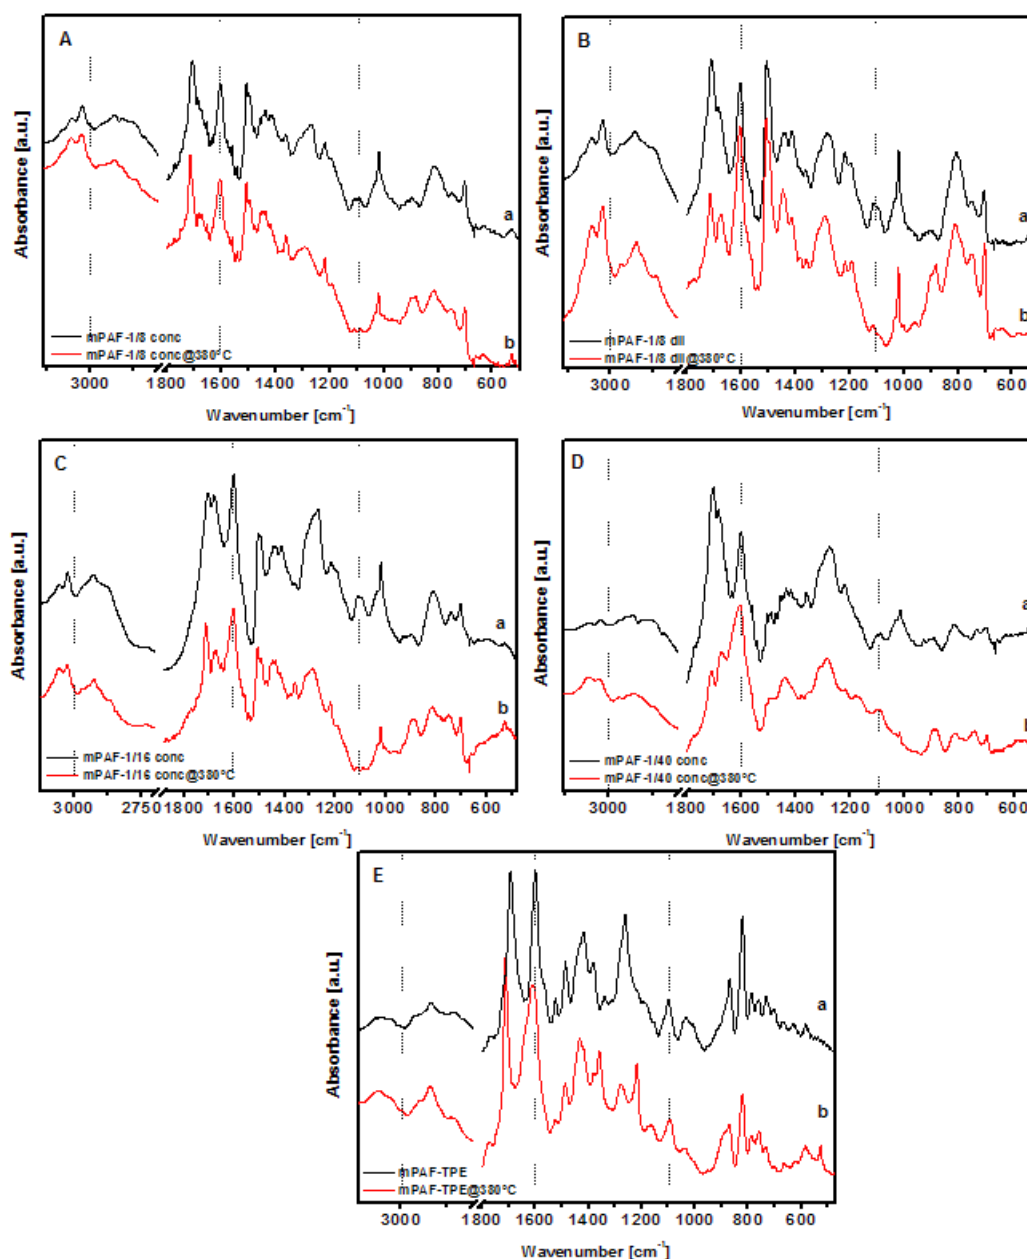 A
Absorbance [a.u.]
a
b
mPAF-1/8 conc
mPAF-1/8 conc@380°C
3000 1800 1600 1400 1200 1000 800 600
Wavenumber [cm⁻¹]
B
Absorbance [a.u.]
a
b
mPAF-1/8 dil
mPAF-1/8 dil@380°C
3000 1800 1600 1400 1200 1000 800 600
Wavenumber [cm⁻¹]
C
Absorbance [a.u.]
a
b
mPAF-1/16 conc
mPAF-1/16 conc@380°C
3000 2750 1800 1600 1400 1200 1000 800 600
Wavenumber [cm⁻¹]
D
Absorbance [a.u.]
a
mPAF-1/40 conc
mPAF-1/40 conc@380°C
3000 1800 1600 1400 1200 1000 800 600
Wavenumber [cm⁻¹]
E
Absorbance [a.u.]
a
b
mPAF-TPE
mPAF-TPE@380°C
3000 1800 1600 1400 1200 1000 800 600
Wavenumber [cm⁻¹]